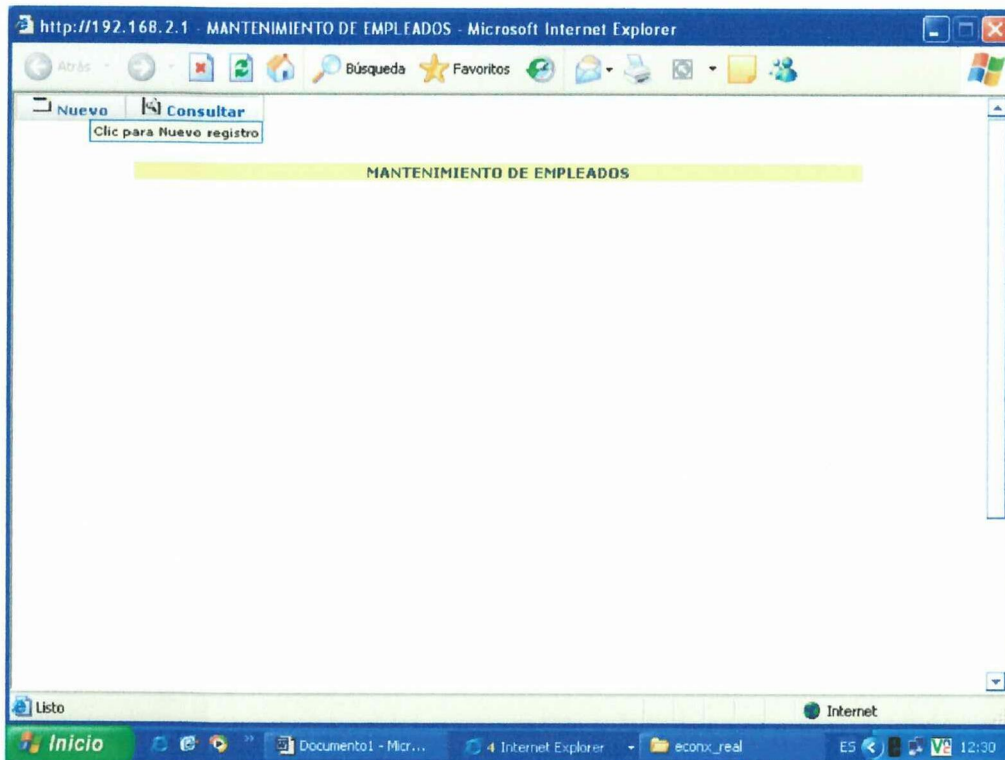 http://192.168.2.1 - MANTENIMIENTO DE EMPLEADOS - Microsoft Internet Explorer
Atrás Búsqueda Favoritos
Nuevo Consultar
Clic para Nuevo registro
MANTENIMIENTO DE EMPLEADOS
Listo Internet
Inicio Documento1 - Micr... 4 Internet Explorer econx_real ES 12:30